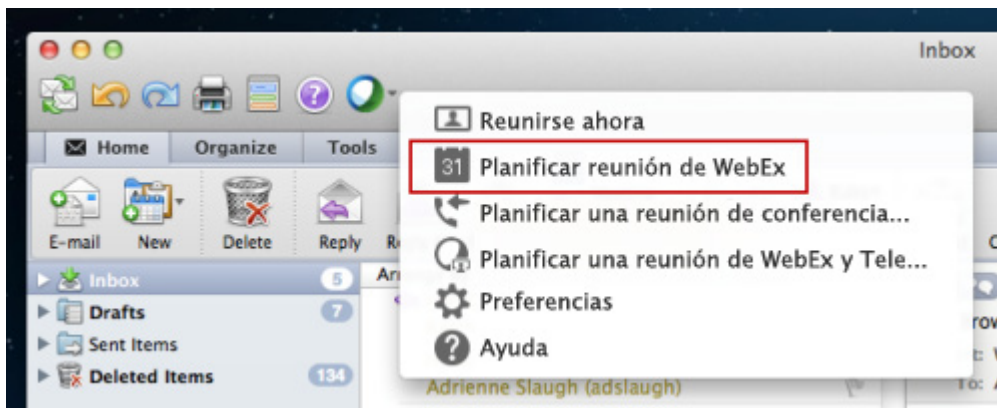 Inbox
Reunirse ahora
Home Organize Tools
31 Planificar reunión de WebEx
Planificar una reunión de conferencia...
E-mail New Delete Reply
Planificar una reunión de WebEx y Tele...
Inbox 5
Preferencias
Drafts 7
Sent Items
Ayuda
Deleted Items 134
Adrienne Slaugh (adslaugh)
To: